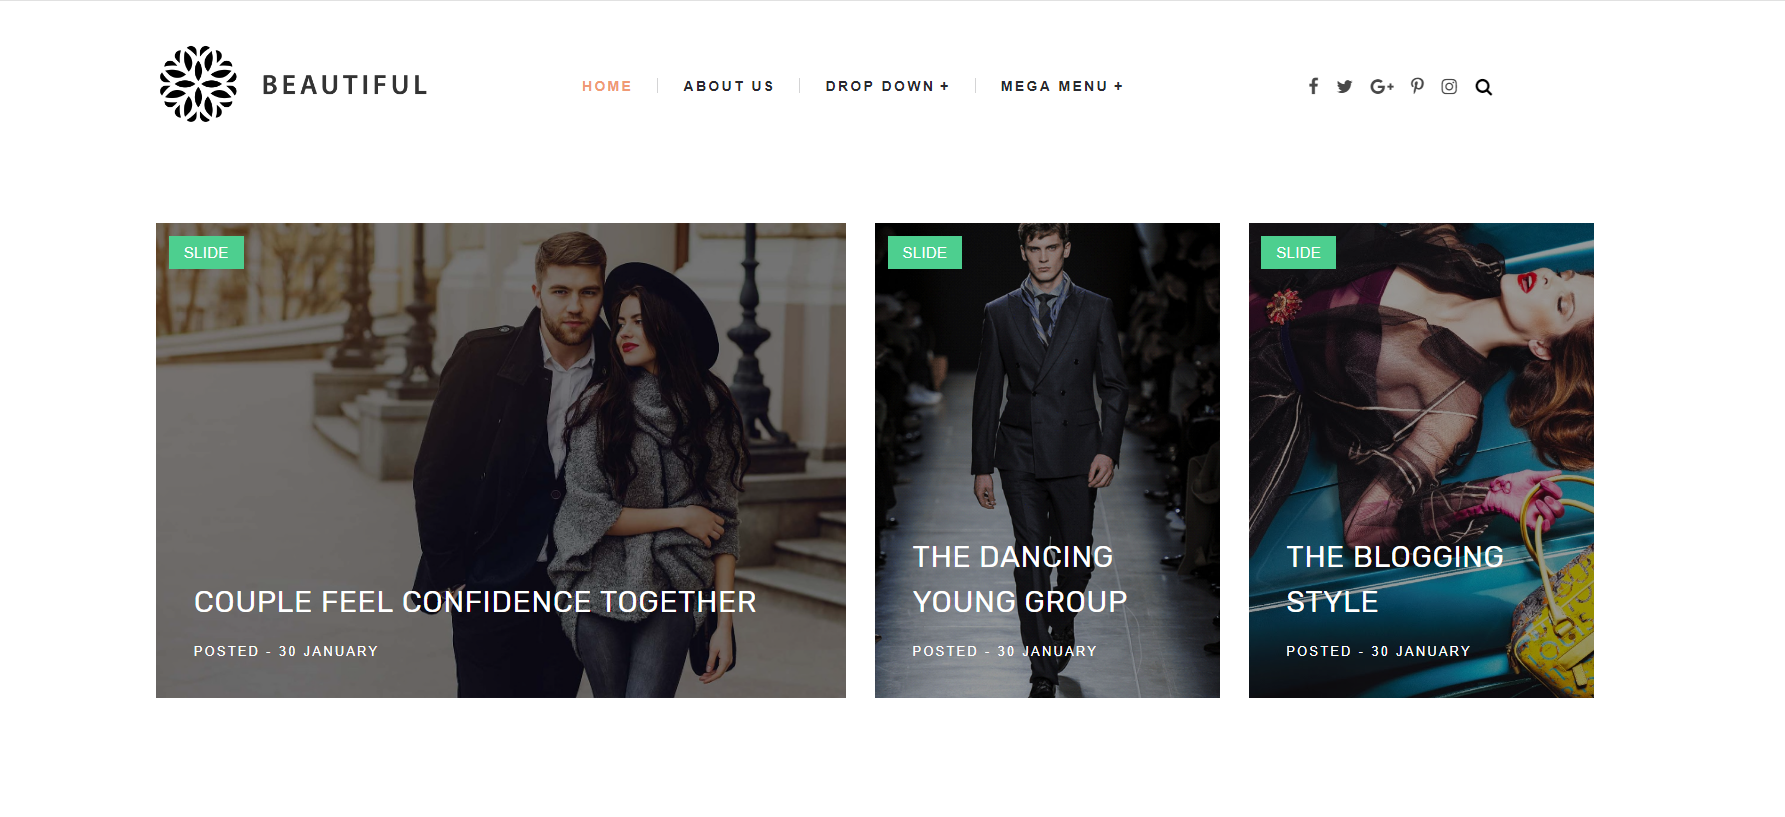 BEAUTIFUL
HOME
ABOUT US
DROP DOWN +
MEGA MENU +
G+
SLIDE
COUPLE FEEL CONFIDENCE TOGETHER
POSTED - 30 JANUARY
SLIDE
THE DANCING
YOUNG GROUP
POSTED - 30 JANUARY
SLIDE
THE BLOGGING
STYLE
POSTED - 30 JANUARY